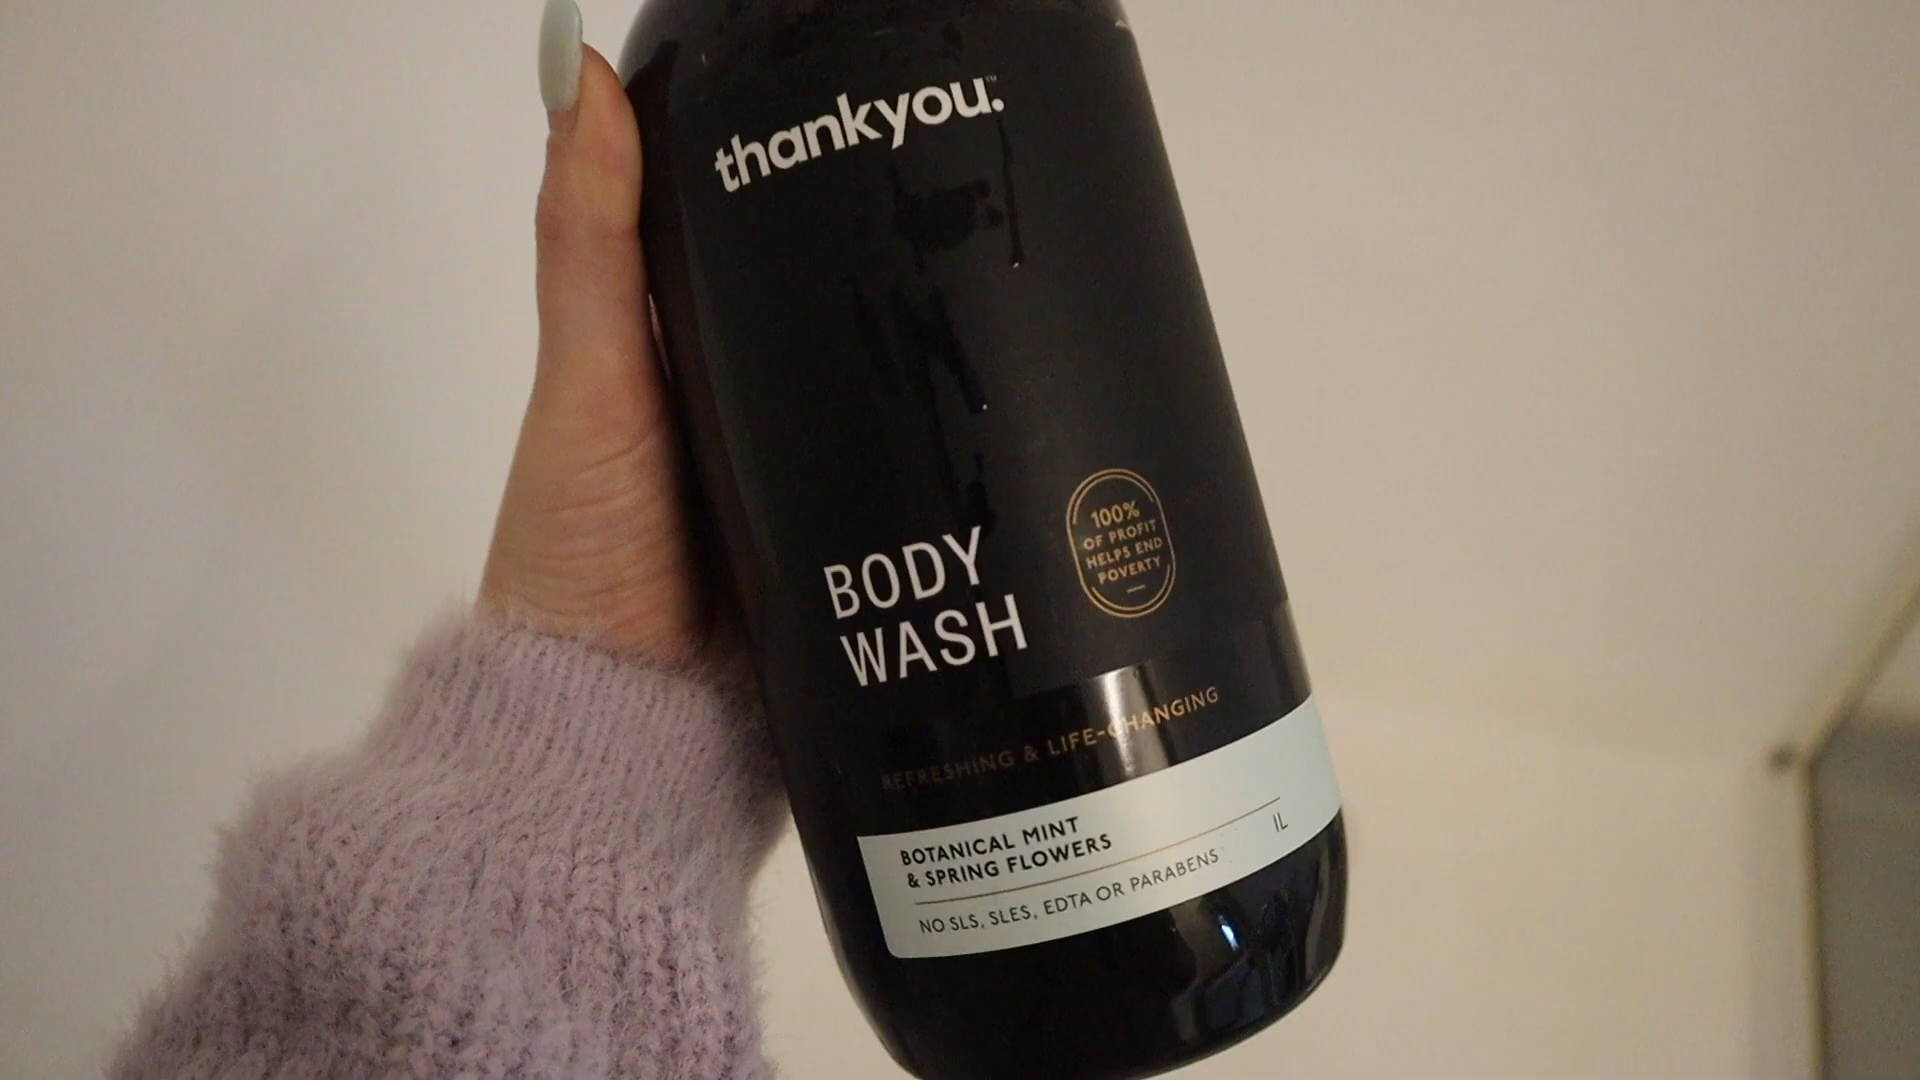 thankyou.™
BODY
WASH
100%
OF PROFIT
HELPS END
POVERTY
REFRESHING & LIFE-CHANGING
BOTANICAL MINT
& SPRING FLOWERS
1L
NO SLS, SLES, EDTA OR PARABENS